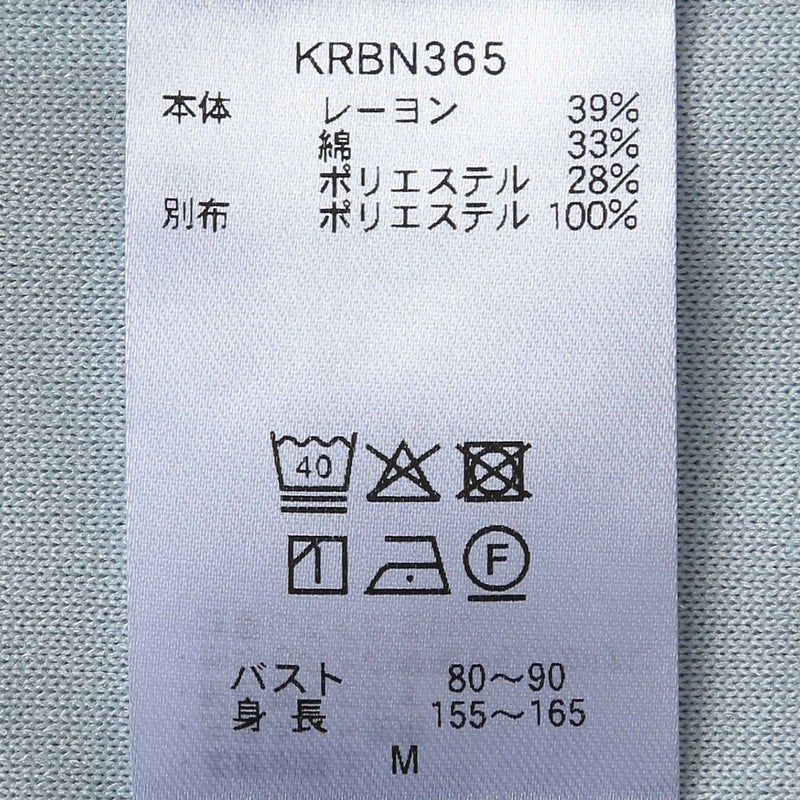 KRBN365
本体 レーヨン 39%
綿 33%
ポリエステル 28%
別布 ポリエステル 100%
40
F
バスト 80～90
身長 155～165
M